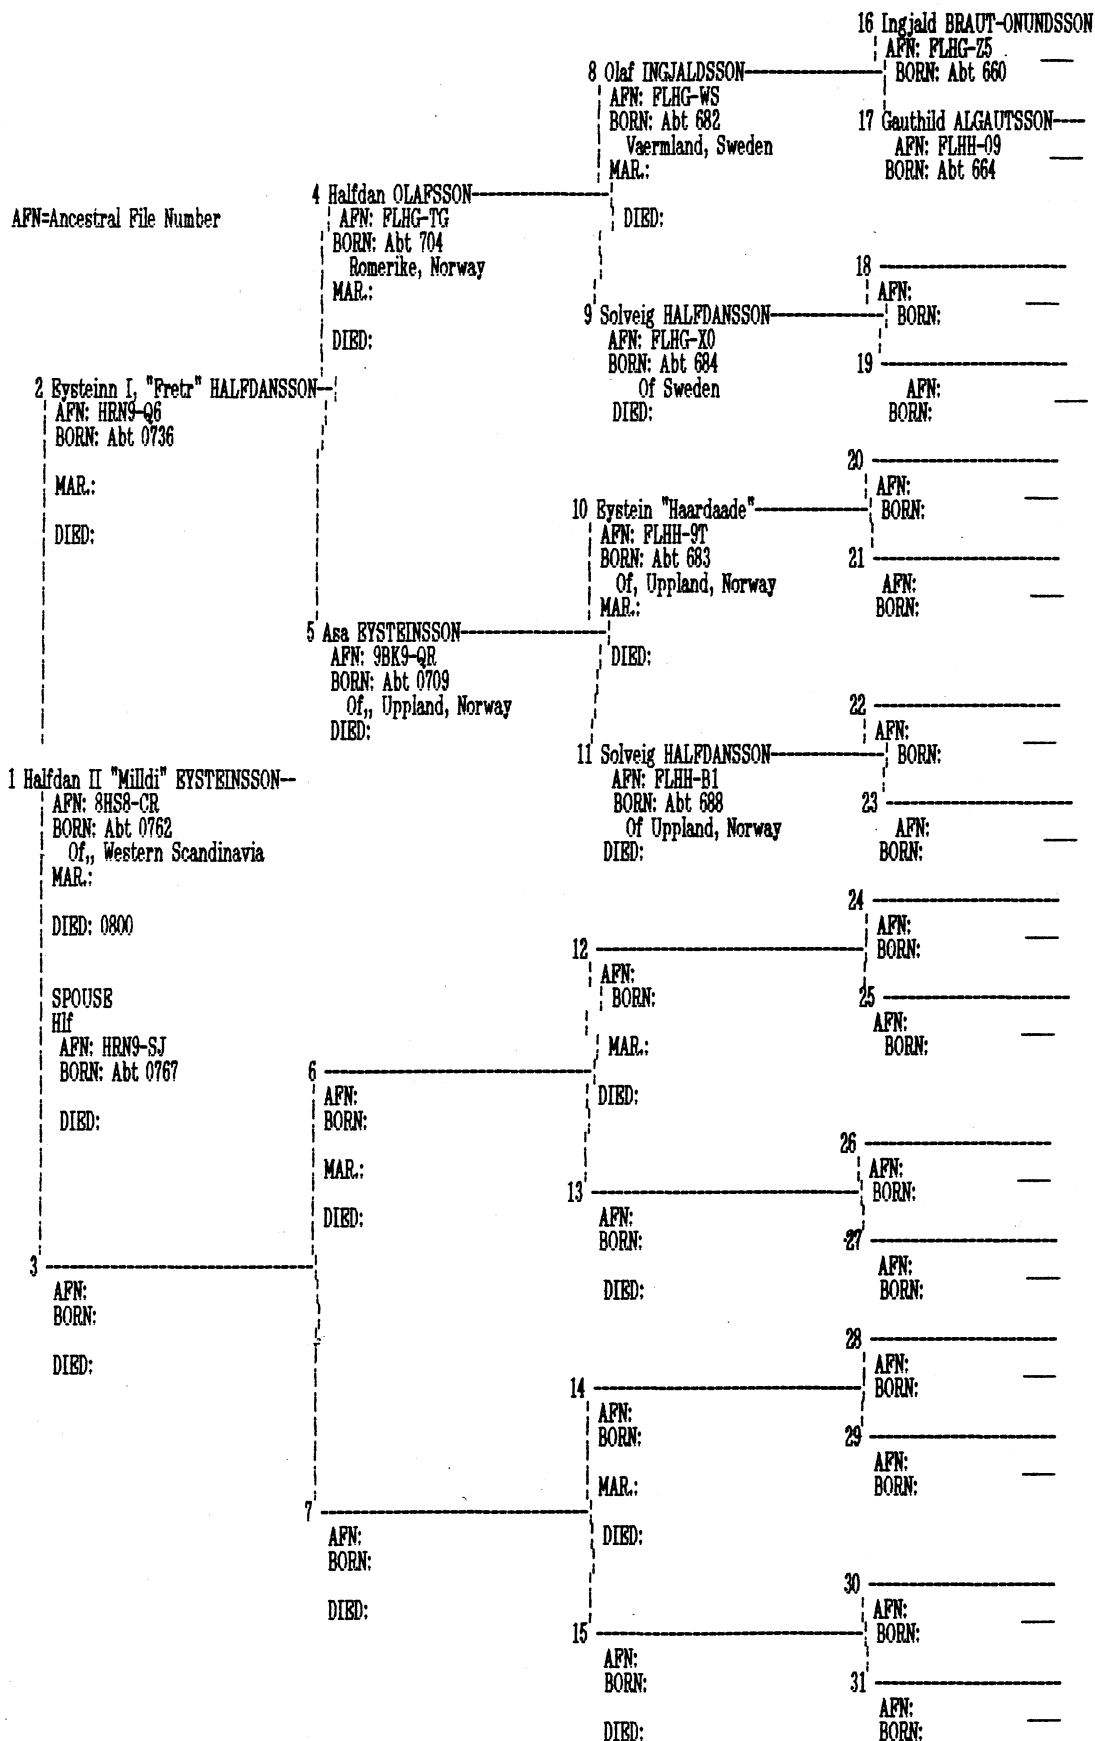 AFN=Ancestral File Number
1 Halfdan II "Milldi" EYSTEINSSON--
AFN: 8HS8-CR
BORN: Abt 0762
Of,, Western Scandinavia
MAR.:
DIED: 0800
SPOUSE
Hlf
AFN: HRN9-SJ
BORN: Abt 0767
DIED:
2 Eysteinn I, "Fretr" HALFDANSSON
AFN: HRN9-Q6
BORN: Abt 0736
MAR.:
DIED:
3
AFN:
BORN:
DIED:
4 Halfdan OLAFSSON
AFN: FLHG-TG
BORN: Abt 704
Romerike, Norway
MAR.:
DIED:
5 Asa EYSTEINSSON
AFN: 9BK9-QR
BORN: Abt 0709
Of,, Uppland, Norway
DIED:
6
AFN:
BORN:
MAR.:
DIED:
7
AFN:
BORN:
DIED:
8 Olaf INGJALDSSON
AFN: FLHG-WS
BORN: Abt 682
Vaermland, Sweden
MAR.:
DIED:
9 Solveig HALFDANSSON
AFN: FLHG-X0
BORN: Abt 684
Of Sweden
DIED:
10 Eystein "Haardaade"
AFN: FLHH-9T
BORN: Abt 683
Of, Uppland, Norway
MAR.:
DIED:
11 Solveig HALFDANSSON
AFN: FLHH-B1
BORN: Abt 688
Of Uppland, Norway
DIED:
12
AFN:
BORN:
MAR.:
DIED:
13
AFN:
BORN:
DIED:
14
AFN:
BORN:
MAR.:
DIED:
15
AFN:
BORN:
DIED:
16 Ingjald BRAUT-ONUNDSSON
AFN: FLHG-Z5
BORN: Abt 660
17 Gauthild ALGAUTSSON
AFN: FLHH-09
BORN: Abt 664
18
AFN:
BORN:
19
AFN:
BORN:
20
AFN:
BORN:
21
AFN:
BORN:
22
AFN:
BORN:
23
AFN:
BORN:
24
AFN:
BORN:
25
AFN:
BORN:
26
AFN:
BORN:
27
AFN:
BORN:
28
AFN:
BORN:
29
AFN:
BORN:
30
AFN:
BORN:
31
AFN:
BORN: